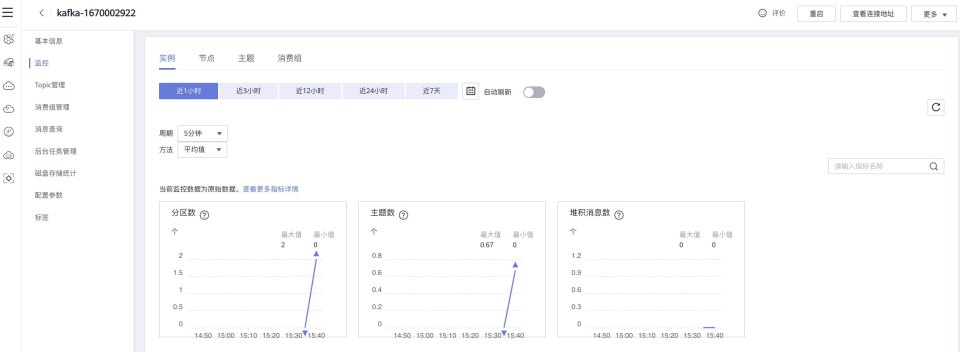 kafka-1670002922 评价 重启 查看连接地址 更多
基本信息
监控
Topic管理
消费组管理
消息查询
后台任务管理
磁盘存储统计
配置参数
标签
实例 节点 主题 消费组
近1小时 近3小时 近12小时 近24小时 近7天 自动刷新
周期 5分钟
方法 平均值
请输入指标名称
当前监控数据为原始数据。查看更多指标详情
分区数
个
最大值 最小值
2 0
2
1.5
1
0.5
0
14:50 15:00 15:10 15:20 15:30 15:40
主题数
个
最大值 最小值
0.67 0
0.8
0.6
0.4
0.2
0
14:50 15:00 15:10 15:20 15:30 15:40
堆积消息数
个
最大值 最小值
0 0
1.2
0.9
0.6
0.3
0
14:50 15:00 15:10 15:20 15:30 15:40